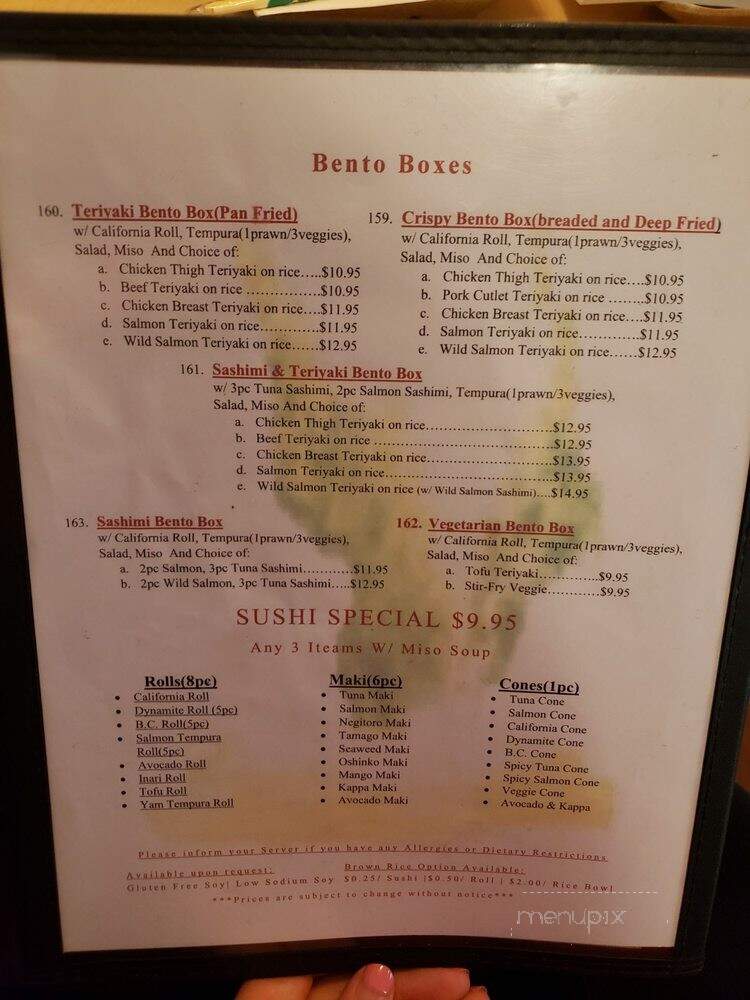 Bento Boxes
160. Teriyaki Bento Box(Pan Fried)
w/ California Roll, Tempura(1prawn/3veggies),
Salad, Miso And Choice of:
a. Chicken Thigh Teriyaki on rice.....$10.95
b. Beef Teriyaki on rice ................$10.95
c. Chicken Breast Teriyaki on rice...$11.95
d. Salmon Teriyaki on rice.............$11.95
e. Wild Salmon Teriyaki on rice......$12.95
159. Crispy Bento Box(breaded and Deep Fried)
w/ California Roll, Tempura(1prawn/3veggies),
Salad, Miso And Choice of:
a. Chicken Thigh Teriyaki on rice....$10.95
b. Pork Cutlet Teriyaki on rice ........$10.95
c. Chicken Breast Teriyaki on rice...$11.95
d. Salmon Teriyaki on rice.............$11.95
e. Wild Salmon Teriyaki on rice......$12.95
161. Sashimi & Teriyaki Bento Box
w/ 3pc Tuna Sashimi, 2pc Salmon Sashimi, Tempura(1prawn/3veggies),
Salad, Miso And Choice of:
a. Chicken Thigh Teriyaki on rice............................$12.95
b. Beef Teriyaki on rice .......................................$12.95
c. Chicken Breast Teriyaki on rice...........................$13.95
d. Salmon Teriyaki on rice.....................................$13.95
e. Wild Salmon Teriyaki on rice (w/ Wild Salmon Sashimi)....$14.95
163. Sashimi Bento Box
w/ California Roll, Tempura(1prawn/3veggies),
Salad, Miso And Choice of:
a. 2pc Salmon, 3pc Tuna Sashimi............$11.95
b. 2pc Wild Salmon, 3pc Tuna Sashimi.....$12.95
162. Vegetarian Bento Box
w/ California Roll, Tempura(1prawn/3veggies),
Salad, Miso And Choice of:
a. Tofu Teriyaki..............$9.95
b. Stir-Fry Veggie............$9.95
SUSHI SPECIAL $9.95
Any 3 Iteams W/ Miso Soup
Rolls(8pc)
• California Roll
• Dynamite Roll (5pc)
• B.C. Roll(5pc)
• Salmon Tempura
Roll(5pc)
• Avocado Roll
• Inari Roll
• Tofu Roll
• Yam Tempura Roll
Maki(6pc)
• Tuna Maki
• Salmon Maki
• Negitoro Maki
• Tamago Maki
• Seaweed Maki
• Oshinko Maki
• Mango Maki
• Kappa Maki
• Avocado Maki
Cones(1pc)
• Tuna Cone
• Salmon Cone
• California Cone
• Dynamite Cone
• B.C. Cone
• Spicy Tuna Cone
• Spicy Salmon Cone
• Veggie Cone
• Avocado & Kappa
Please inform your Server if you have any Allergies or Dietary Restrictions
Available upon request: Brown Rice Option Available:
Gluten Free Soy| Low Sodium Soy $0.25/ Sushi |$0.50/ Roll | $2.00/ Rice Bowl
***Prices are subject to change without notice***
menupix